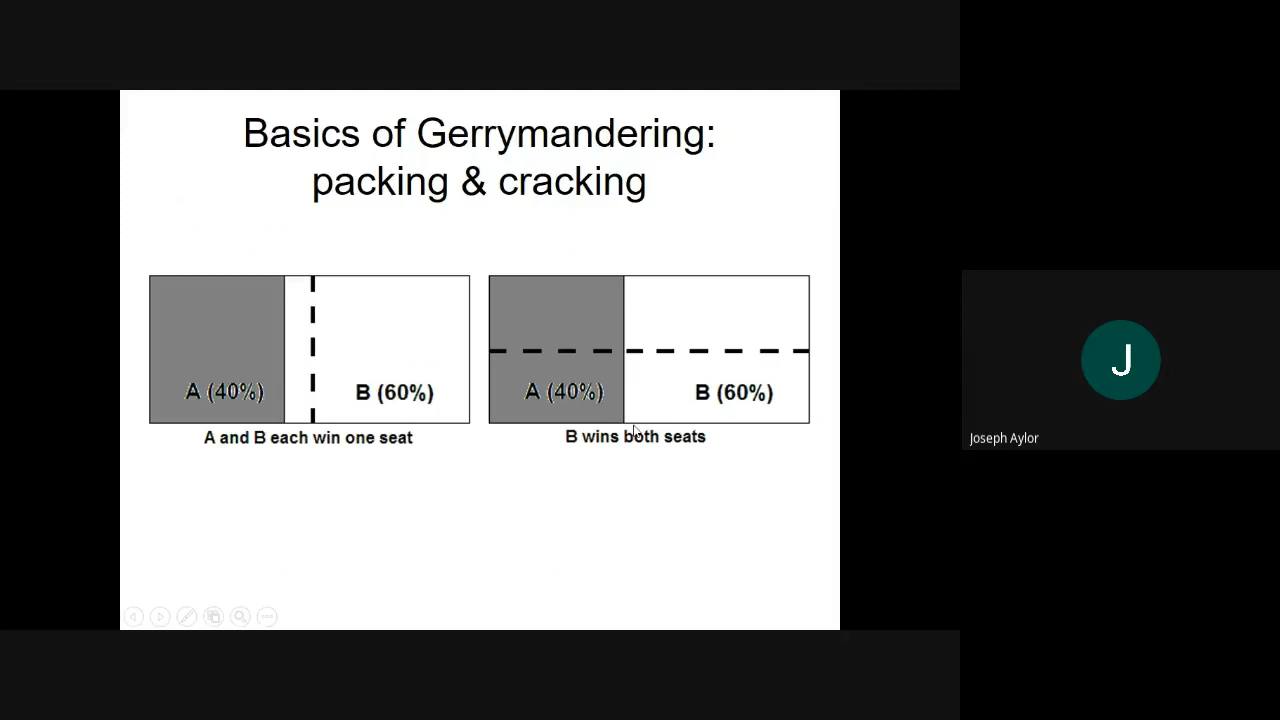 Basics of Gerrymandering:
packing & cracking
A (40%)
B (60%)
A and B each win one seat
A (40%)
B (60%)
B wins both seats
J
Joseph Aylor